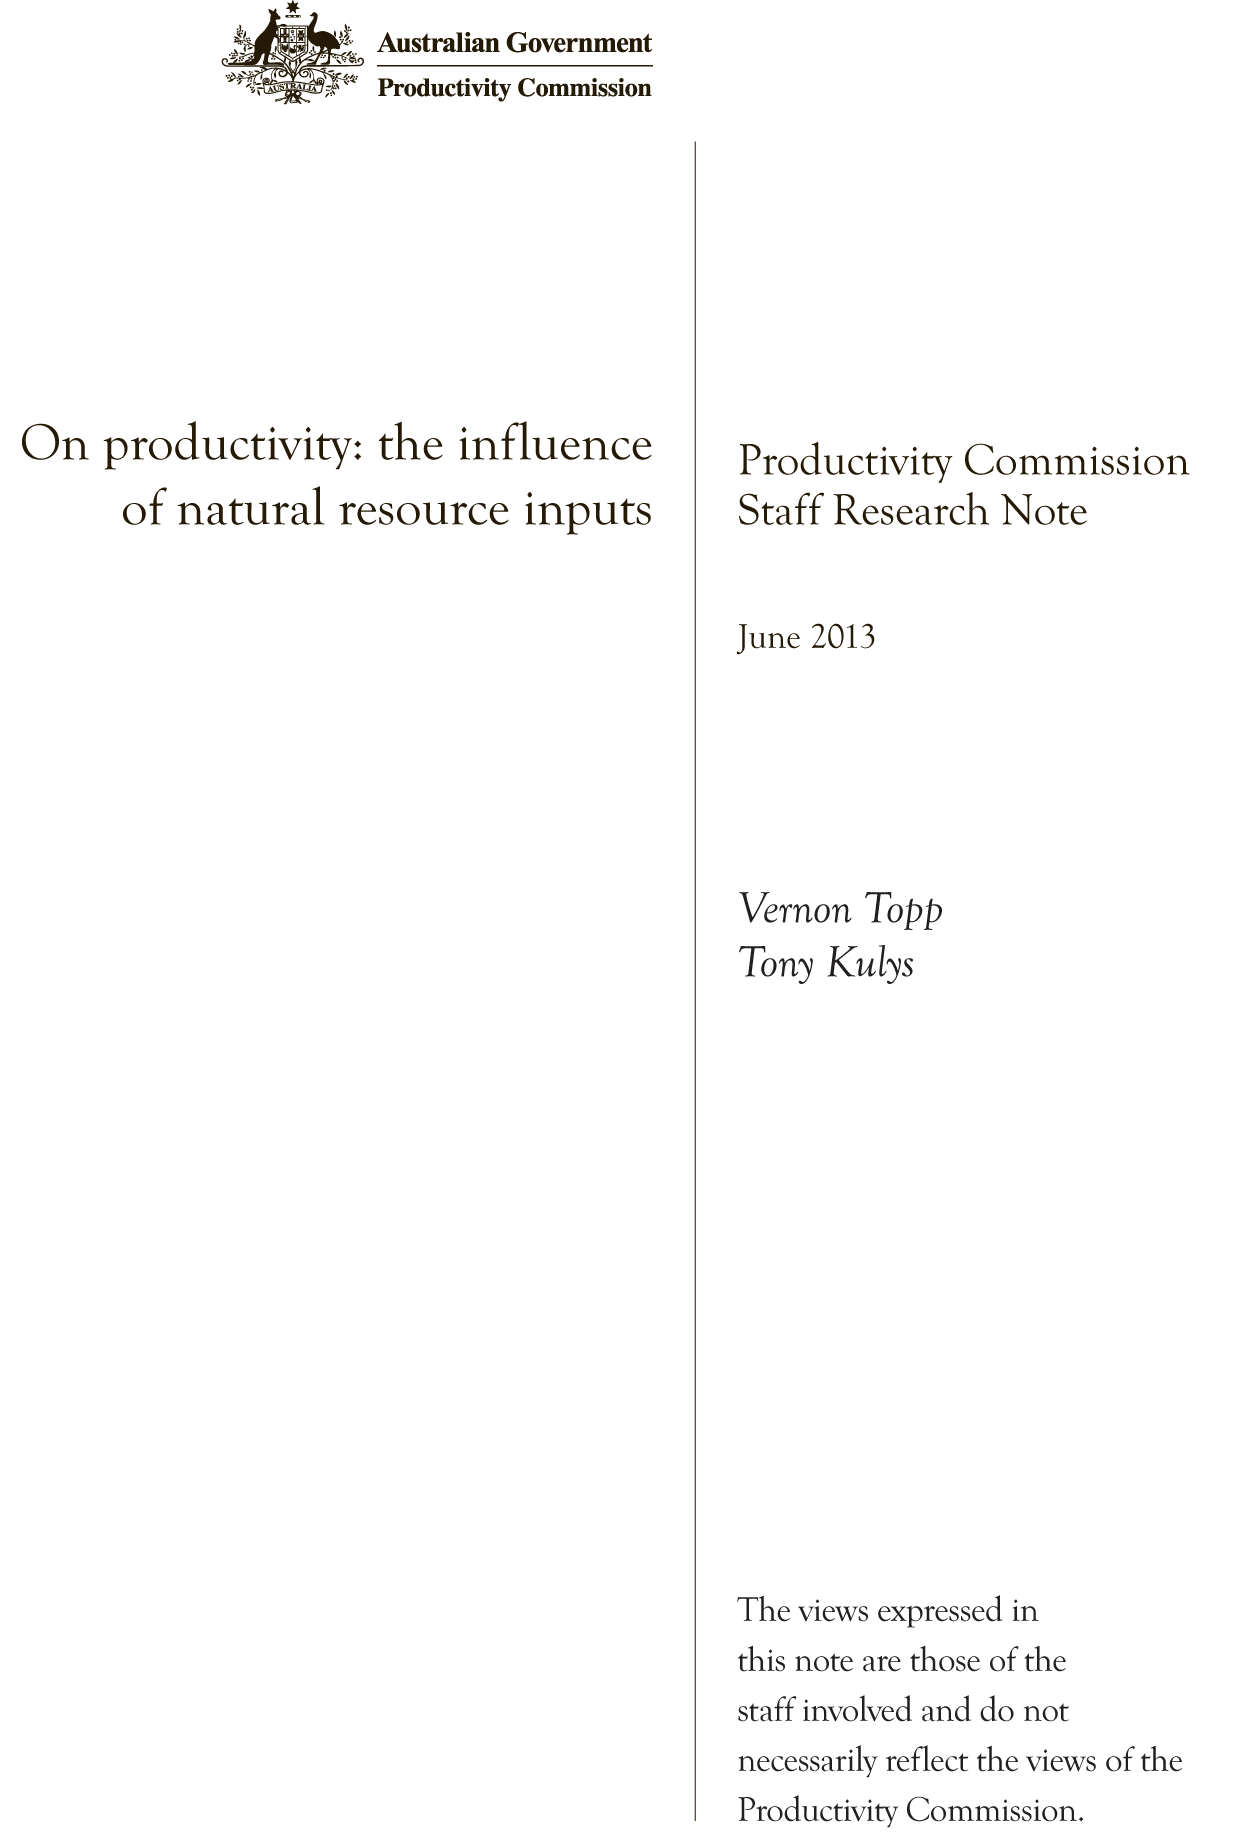 Australian Government
Productivity Commission
AUSTRALIA
On productivity: the influence
of natural resource inputs
Productivity Commission
Staff Research Note
June 2013
Vernon Topp
Tony Kulys
The views expressed in
this note are those of the
staff involved and do not
necessarily reflect the views of the
Productivity Commission.